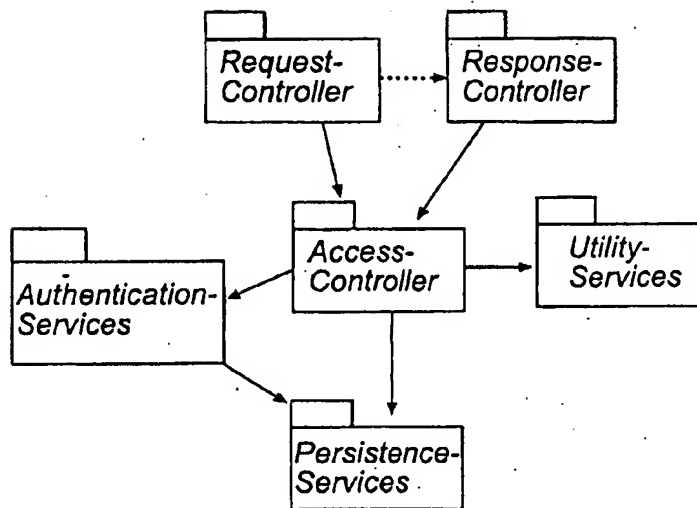 Request-
Controller
Response-
Controller
Access-
Controller
Utility-
Services
Authentication-
Services
Persistence-
Services